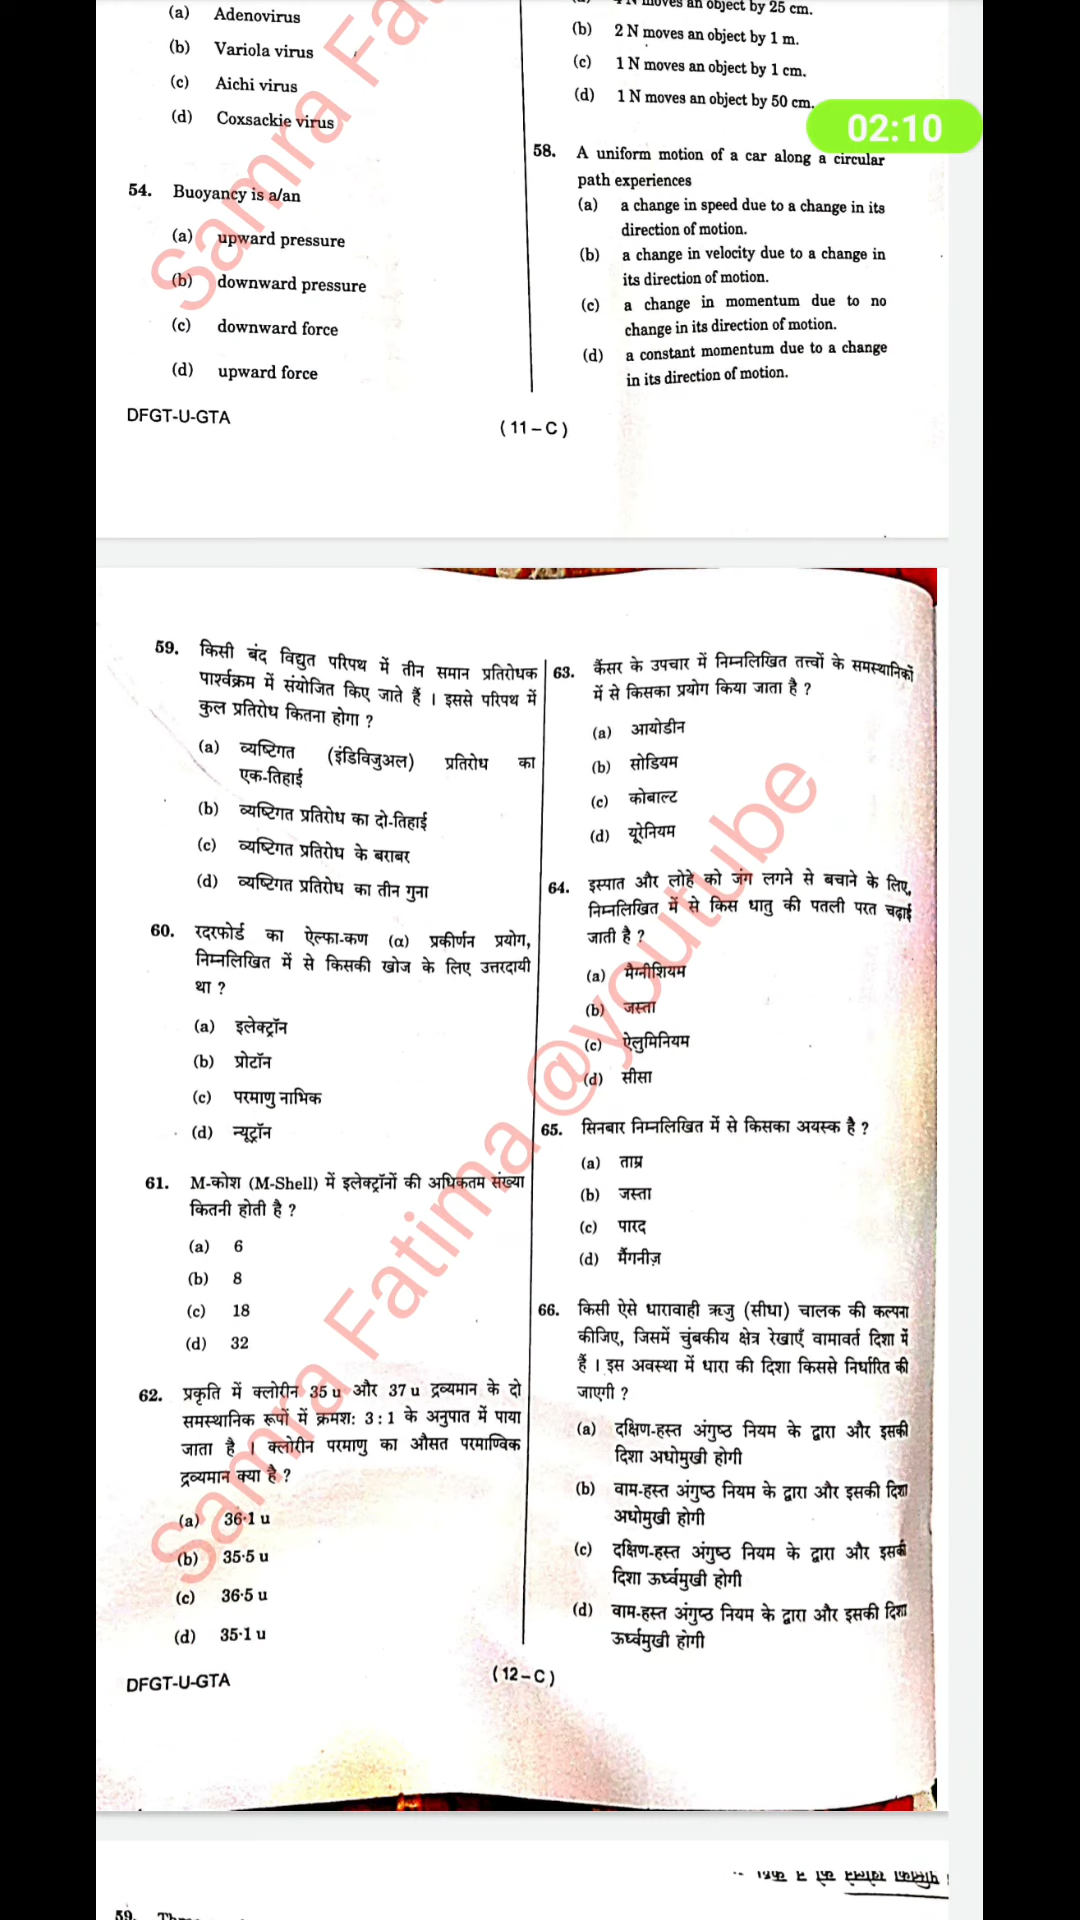 (a) Adenovirus
(b) Variola virus
(c) Aichi virus
(d) Coxsackie virus
54. Buoyancy is a/an
(a) upward pressure
(b) downward pressure
(c) downward force
(d) upward force
moves an object by 25 cm.
(b) 2 N moves an object by 1 m.
(c) 1 N moves an object by 1 cm.
(d) 1 N moves an object by 50 cm.
02:10
58. A uniform motion of a car along a circular
path experiences
(a) a change in speed due to a change in its
direction of motion.
(b) a change in velocity due to a change in
its direction of motion.
(c) a change in momentum due to no
change in its direction of motion.
(d) a constant momentum due to a change
in its direction of motion.
DFGT-U-GTA
( 11 – C )
59. किसी बंद विद्युत परिपथ में तीन समान प्रतिरोधक
पार्श्वक्रम में संयोजित किए जाते हैं । इससे परिपथ में
कुल प्रतिरोध कितना होगा ?
(a) व्यष्टिगत (इंडिविजुअल) प्रतिरोध का
एक-तिहाई
(b) व्यष्टिगत प्रतिरोध का दो-तिहाई
(c) व्यष्टिगत प्रतिरोध के बराबर
(d) व्यष्टिगत प्रतिरोध का तीन गुना
60. रदरफोर्ड का ऐल्फा-कण (α) प्रकीर्णन प्रयोग,
निम्नलिखित में से किसकी खोज के लिए उत्तरदायी
था ?
(a) इलेक्ट्रॉन
(b) प्रोटॉन
(c) परमाणु नाभिक
(d) न्यूट्रॉन
61. M-कोश (M-Shell) में इलेक्ट्रॉनों की अधिकतम संख्या
कितनी होती है ?
(a) 6
(b) 8
(c) 18
(d) 32
62. प्रकृति में क्लोरीन 35 u और 37 u द्रव्यमान के दो
समस्थानिक रूपों में क्रमश: 3 : 1 के अनुपात में पाया
जाता है । क्लोरीन परमाणु का औसत परमाण्विक
द्रव्यमान क्या है ?
(a) 36·1 u
(b) 35·5 u
(c) 36·5 u
(d) 35·1 u
63. कैंसर के उपचार में निम्नलिखित तत्त्वों के समस्थानिकों
में से किसका प्रयोग किया जाता है ?
(a) आयोडीन
(b) सोडियम
(c) कोबाल्ट
(d) यूरेनियम
64. इस्पात और लोहे को जंग लगने से बचाने के लिए,
निम्नलिखित में से किस धातु की पतली परत चढ़ाई
जाती है ?
(a) मैग्नीशियम
(b) जस्ता
(c) ऐलुमिनियम
(d) सीसा
65. सिनबार निम्नलिखित में से किसका अयस्क है ?
(a) ताम्र
(b) जस्ता
(c) पारद
(d) मैंगनीज़
66. किसी ऐसे धारावाही ऋजु (सीधा) चालक की कल्पना
कीजिए, जिसमें चुंबकीय क्षेत्र रेखाएँ वामावर्त दिशा में
हैं । इस अवस्था में धारा की दिशा किससे निर्धारित की
जाएगी ?
(a) दक्षिण-हस्त अंगुष्ठ नियम के द्वारा और इसकी
दिशा अधोमुखी होगी
(b) वाम-हस्त अंगुष्ठ नियम के द्वारा और इसकी दिशा
अधोमुखी होगी
(c) दक्षिण-हस्त अंगुष्ठ नियम के द्वारा और इसकी
दिशा ऊर्ध्वमुखी होगी
(d) वाम-हस्त अंगुष्ठ नियम के द्वारा और इसकी दिशा
ऊर्ध्वमुखी होगी
DFGT-U-GTA
( 12 – C )
Samra Fatima @youtube
59.